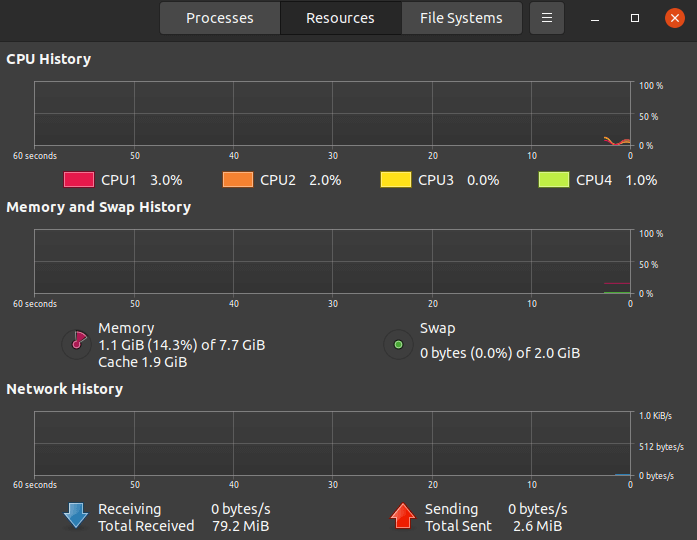 Processes Resources File Systems
CPU History
100 %
50 %
0 %
60 seconds 50 40 30 20 10 0
CPU1 3.0% CPU2 2.0% CPU3 0.0% CPU4 1.0%
Memory and Swap History
100 %
50 %
0 %
60 seconds 50 40 30 20 10 0
Memory
1.1 GiB (14.3%) of 7.7 GiB
Cache 1.9 GiB
Swap
0 bytes (0.0%) of 2.0 GiB
Network History
1.0 KiB/s
512 bytes/s
0 bytes/s
60 seconds 50 40 30 20 10 0
Receiving 0 bytes/s
Total Received 79.2 MiB
Sending 0 bytes/s
Total Sent 2.6 MiB